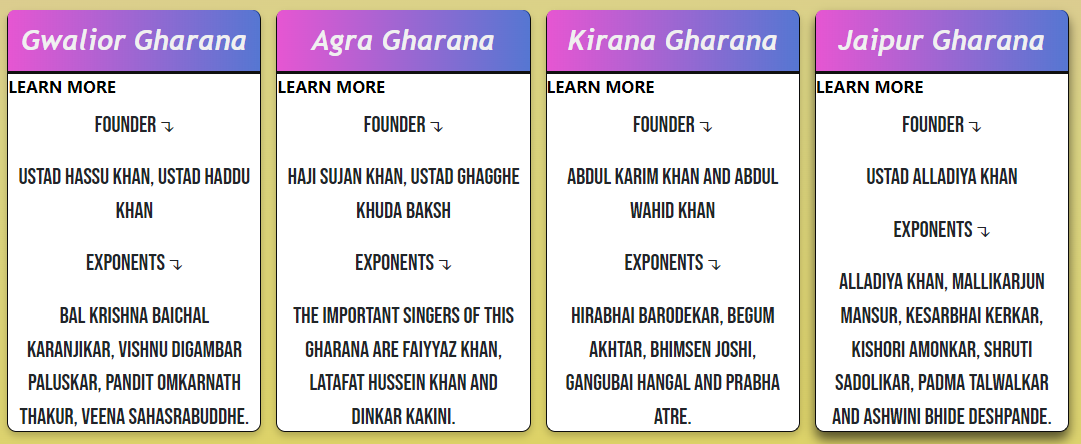 Gwalior Gharana
LEARN MORE
FOUNDER ⤵
USTAD HASSU KHAN, USTAD HADDU
KHAN
EXPONENTS ⤵
BAL KRISHNA BAICHAL
KARANJIKAR, VISHNU DIGAMBAR
PALUSKAR, PANDIT OMKARNATH
THAKUR, VEENA SAHASRABUDDHE.
Agra Gharana
LEARN MORE
FOUNDER ⤵
HAJI SUJAN KHAN, USTAD GHAGGHE
KHUDA BAKSH
EXPONENTS ⤵
THE IMPORTANT SINGERS OF THIS
GHARANA ARE FAIYYAZ KHAN,
LATAFAT HUSSEIN KHAN AND
DINKAR KAKINI.
Kirana Gharana
LEARN MORE
FOUNDER ⤵
ABDUL KARIM KHAN AND ABDUL
WAHID KHAN
EXPONENTS ⤵
HIRABHAI BARODEKAR, BEGUM
AKHTAR, BHIMSEN JOSHI,
GANGUBAI HANGAL AND PRABHA
ATRE.
Jaipur Gharana
LEARN MORE
FOUNDER ⤵
USTAD ALLADIYA KHAN
EXPONENTS ⤵
ALLADIYA KHAN, MALLIKARJUN
MANSUR, KESARBHAI KERKAR,
KISHORI AMONKAR, SHRUTI
SADOLIKAR, PADMA TALWALKAR
AND ASHWINI BHIDE DESHPANDE.